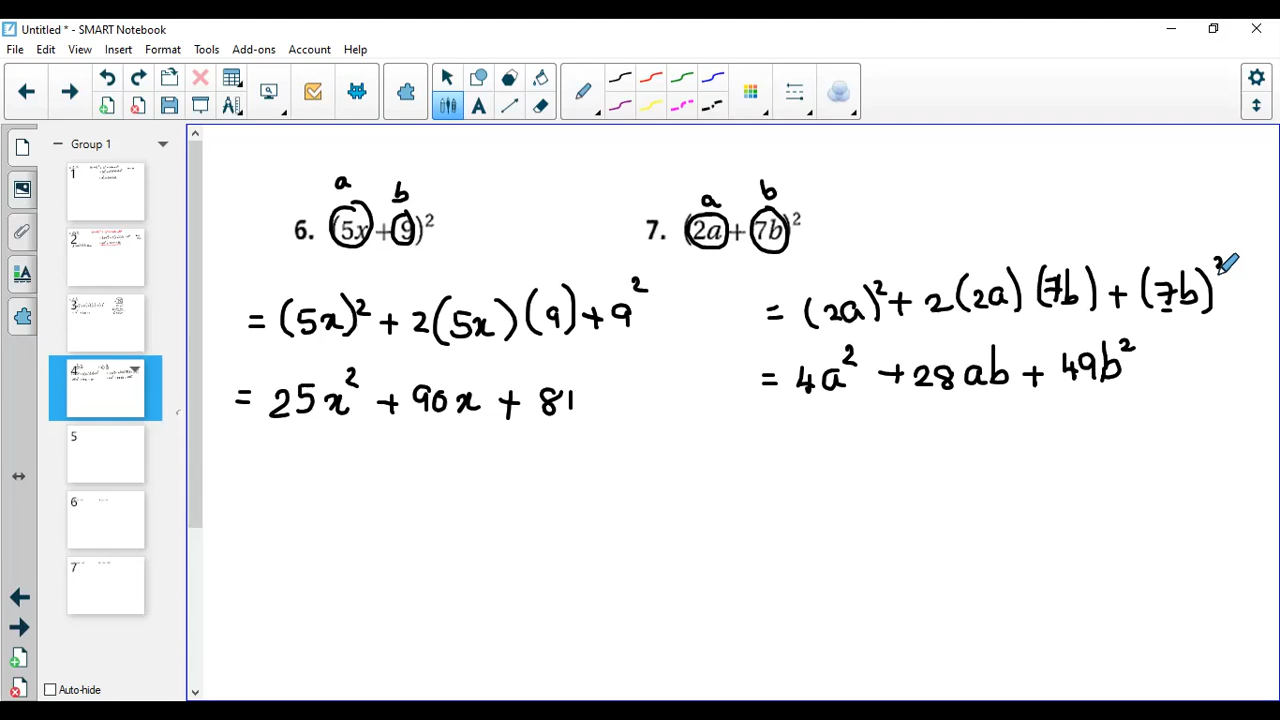 Untitled * - SMART Notebook
File Edit View Insert Format Tools Add-ons Account Help
Group 1
1
2
3
4
5
6
7
Auto-hide
a b
6. (5x + 9)²
= (5x)² + 2(5x)(9) + 9²
= 25x² + 90x + 81
a b
7. (2a + 7b)²
= (2a)² + 2(2a)(7b) + (7b)²
= 4a² + 28ab + 49b²